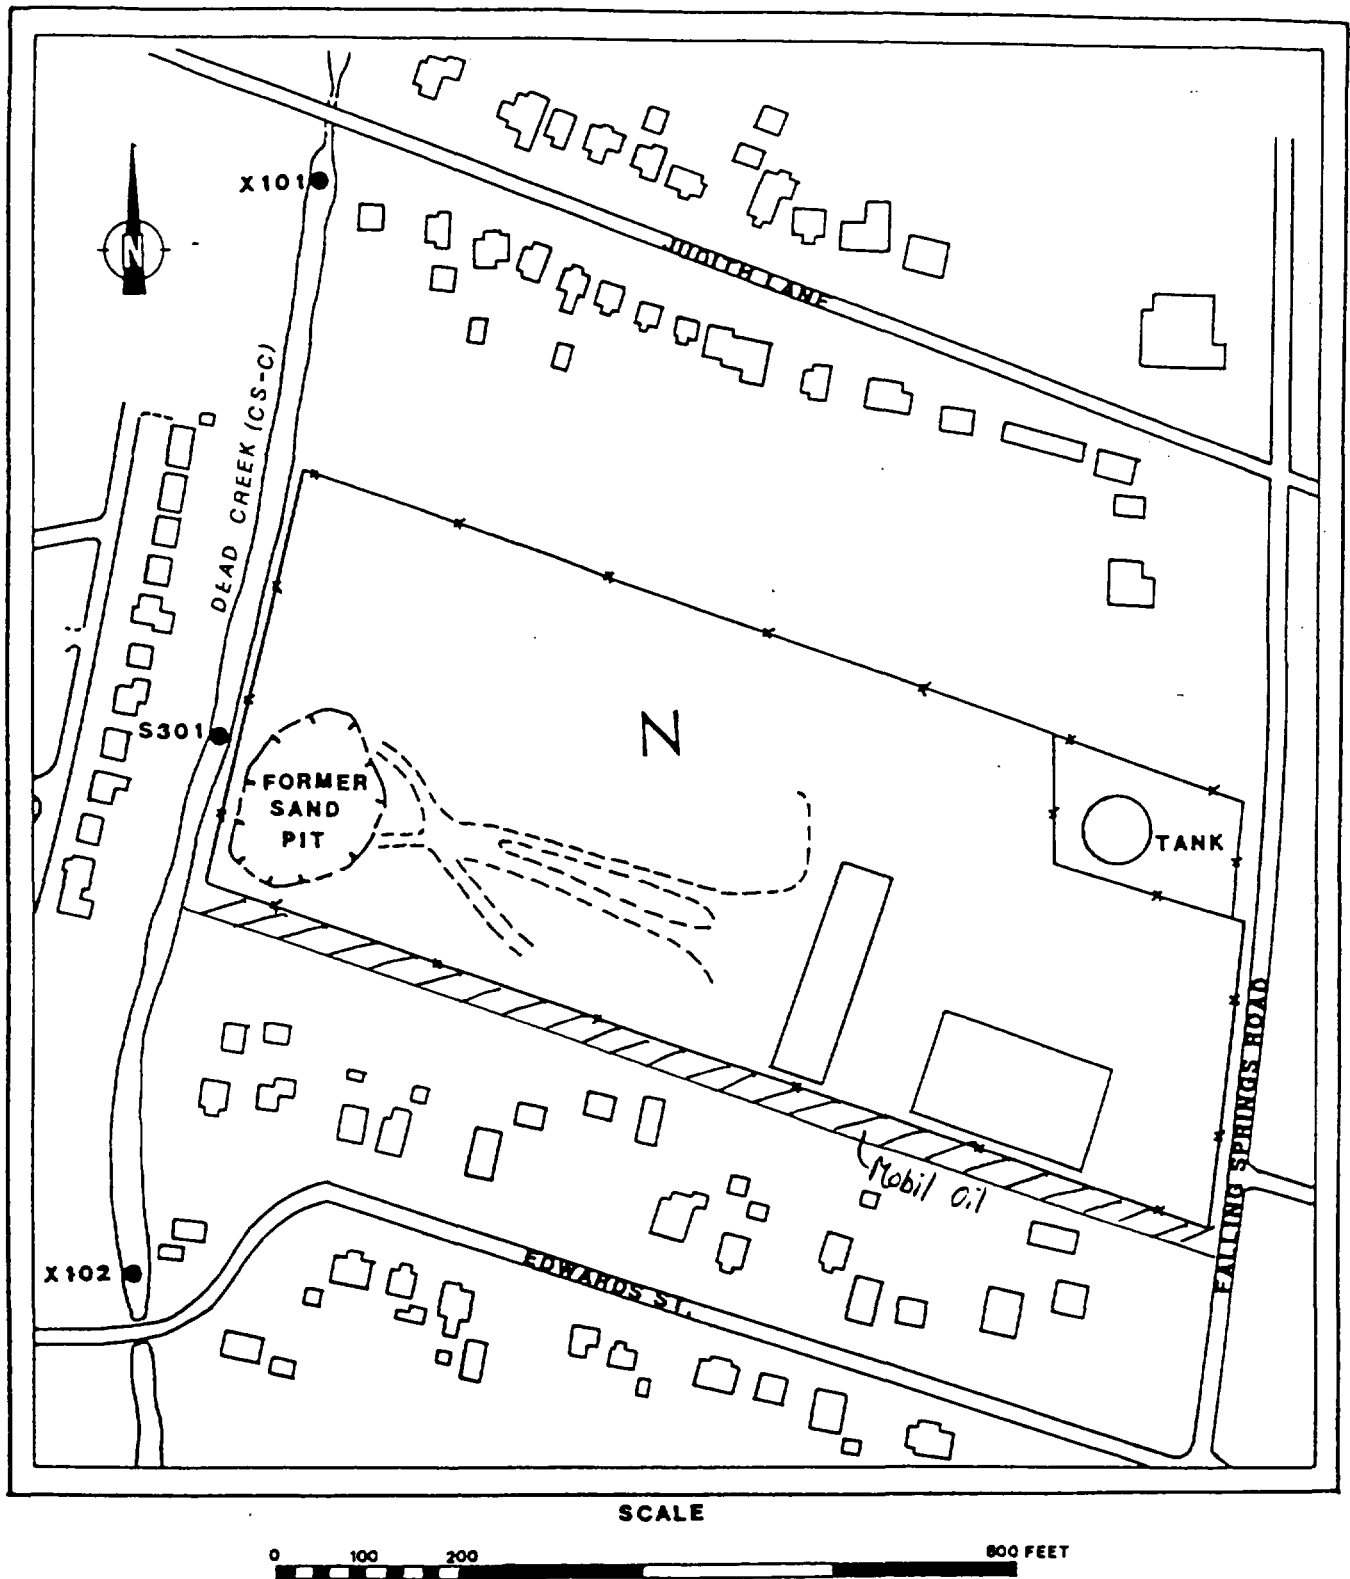 X101
N
JUDITH LANE
DEAD CREEK (CS-C)
S301
N
FORMER
SAND
PIT
TANK
FALLING SPRINGS ROAD
Mobil Oil
X102
EDWARDS ST.
SCALE
0 100 200 800 FEET